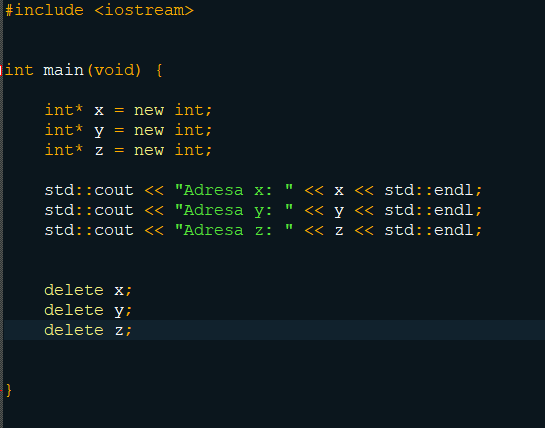 #include <iostream>
int main(void) {
int* x = new int;
int* y = new int;
int* z = new int;
std::cout << "Adresa x: " << x << std::endl;
std::cout << "Adresa y: " << y << std::endl;
std::cout << "Adresa z: " << z << std::endl;
delete x;
delete y;
delete z;
}